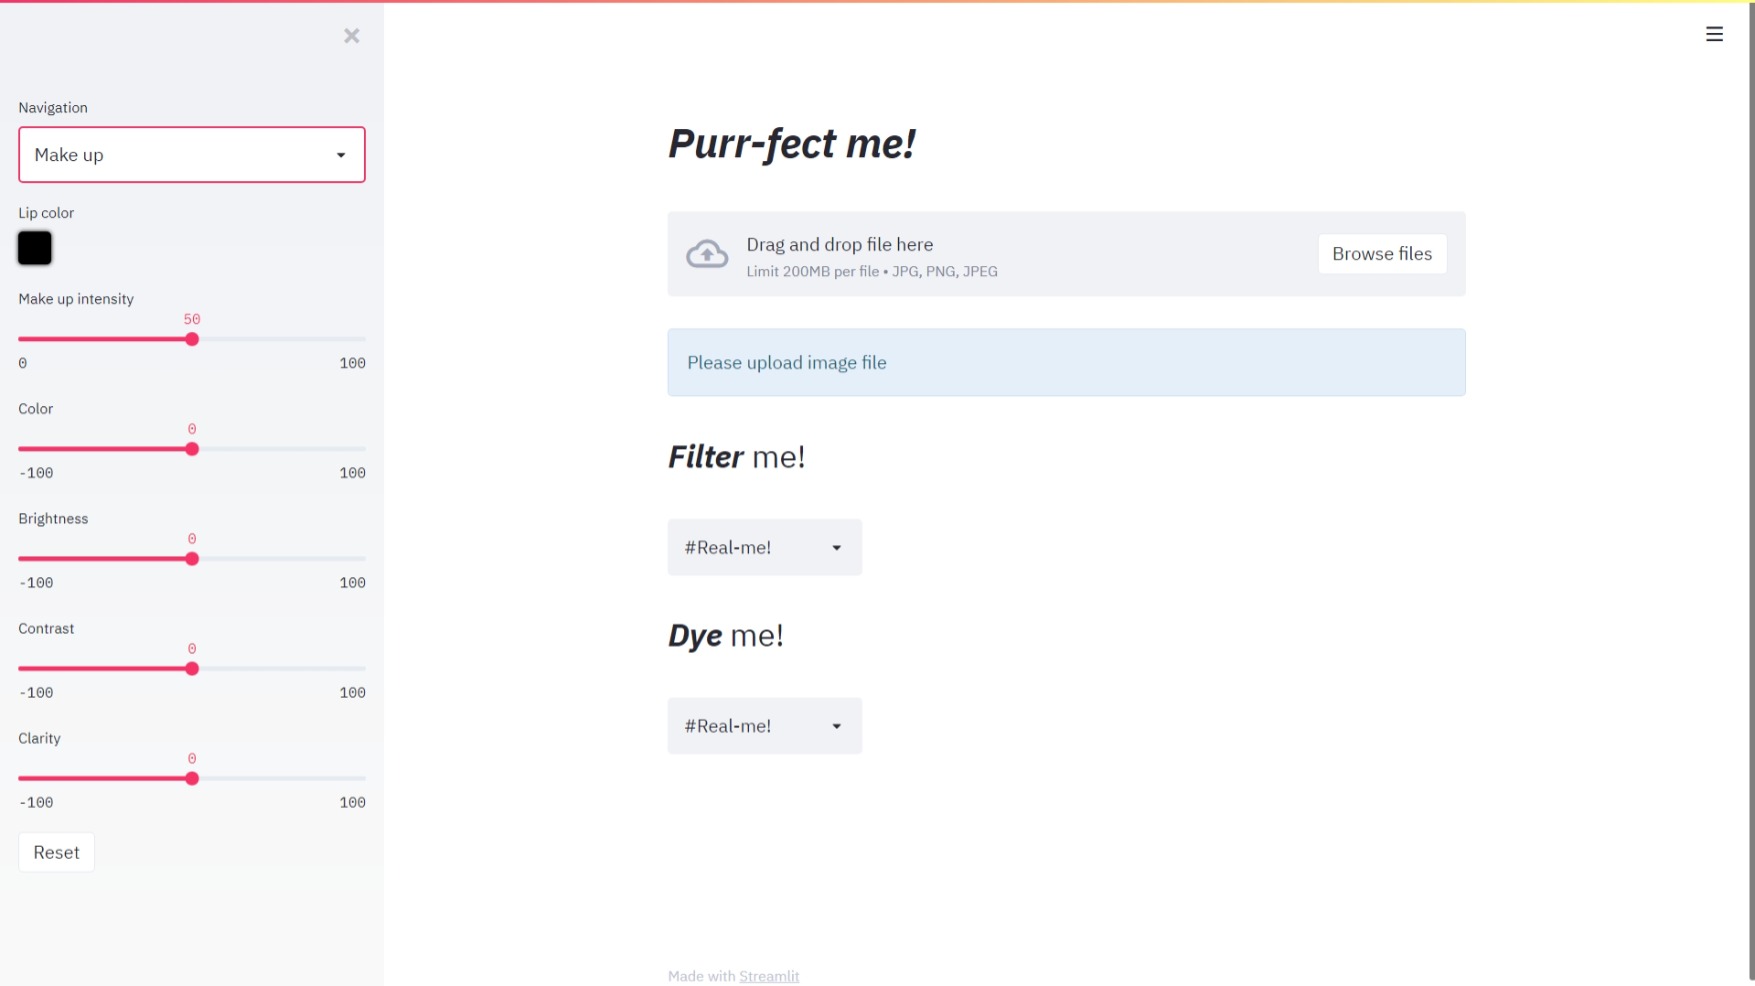 Navigation
Make up
Lip color
Make up intensity
50
0 100
Color
0
-100 100
Brightness
0
-100 100
Contrast
0
-100 100
Clarity
0
-100 100
Reset
Purr-fect me!
Drag and drop file here
Limit 200MB per file • JPG, PNG, JPEG
Browse files
Please upload image file
Filter me!
#Real-me!
Dye me!
#Real-me!
Made with Streamlit